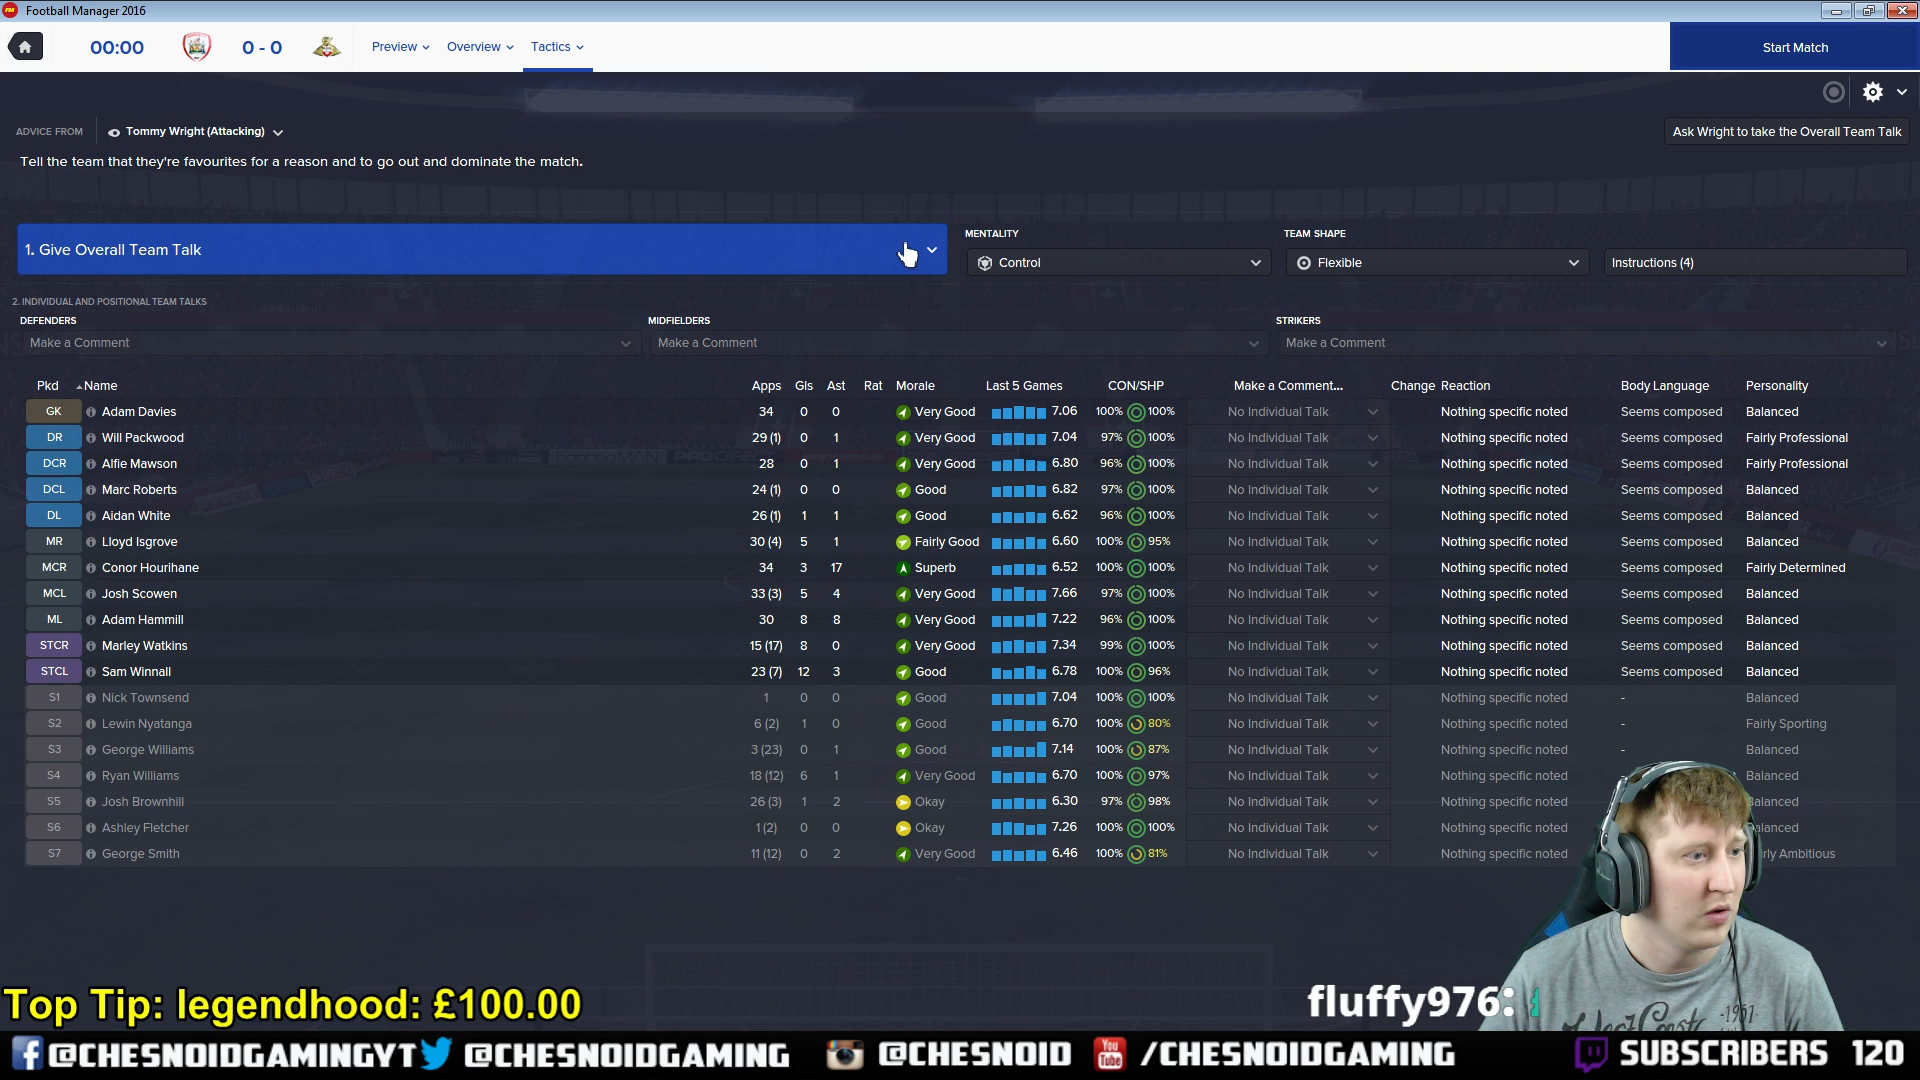 Football Manager 2016
00:00 0 - 0 Preview Overview Tactics Start Match
ADVICE FROM Tommy Wright (Attacking) Ask Wright to take the Overall Team Talk
Tell the team that they're favourites for a reason and to go out and dominate the match.
1. Give Overall Team Talk
MENTALITY TEAM SHAPE
Control Flexible Instructions (4)
2. INDIVIDUAL AND POSITIONAL TEAM TALKS
DEFENDERS MIDFIELDERS STRIKERS
Make a Comment Make a Comment Make a Comment
Pkd Name Apps Gls Ast Rat Morale Last 5 Games CON/SHP Make a Comment... Change Reaction Body Language Personality
GK Adam Davies 34 0 0 Very Good 7.06 100% 100% No Individual Talk Nothing specific noted Seems composed Balanced
DR Will Packwood 29 (1) 0 1 Very Good 7.04 97% 100% No Individual Talk Nothing specific noted Seems composed Fairly Professional
DCR Alfie Mawson 28 0 1 Very Good 6.80 96% 100% No Individual Talk Nothing specific noted Seems composed Fairly Professional
DCL Marc Roberts 24 (1) 0 0 Good 6.82 97% 100% No Individual Talk Nothing specific noted Seems composed Balanced
DL Aidan White 26 (1) 1 1 Good 6.62 96% 100% No Individual Talk Nothing specific noted Seems composed Balanced
MR Lloyd Isgrove 30 (4) 5 1 Fairly Good 6.60 100% 95% No Individual Talk Nothing specific noted Seems composed Balanced
MCR Conor Hourihane 34 3 17 Superb 6.52 100% 100% No Individual Talk Nothing specific noted Seems composed Fairly Determined
MCL Josh Scowen 33 (3) 5 4 Very Good 7.66 97% 100% No Individual Talk Nothing specific noted Seems composed Balanced
ML Adam Hammill 30 8 8 Very Good 7.22 96% 100% No Individual Talk Nothing specific noted Seems composed Balanced
STCR Marley Watkins 15 (17) 8 0 Very Good 7.34 99% 100% No Individual Talk Nothing specific noted Seems composed Balanced
STCL Sam Winnall 23 (7) 12 3 Good 6.78 100% 96% No Individual Talk Nothing specific noted Seems composed Balanced
S1 Nick Townsend 1 0 0 Good 7.04 100% 100% No Individual Talk Nothing specific noted - Balanced
S2 Lewin Nyatanga 6 (2) 1 0 Good 6.70 100% 80% No Individual Talk Nothing specific noted - Fairly Sporting
S3 George Williams 3 (23) 0 1 Good 7.14 100% 87% No Individual Talk Nothing specific noted - Balanced
S4 Ryan Williams 18 (12) 6 1 Very Good 6.70 100% 97% No Individual Talk Nothing specific noted Balanced
S5 Josh Brownhill 26 (3) 1 2 Okay 6.30 97% 98% No Individual Talk Nothing specific noted alanced
S6 Ashley Fletcher 1 (2) 0 0 Okay 7.26 100% 100% No Individual Talk Nothing specific noted alanced
S7 George Smith 11 (12) 0 2 Very Good 6.46 100% 81% No Individual Talk Nothing specific noted rly Ambitious
Top Tip: legendhood: £100.00 fluffy976:
West Coast -1951
@CHESNOIDGAMINGYT @CHESNOIDGAMING @CHESNOID You Tube /CHESNOIDGAMING SUBSCRIBERS 120